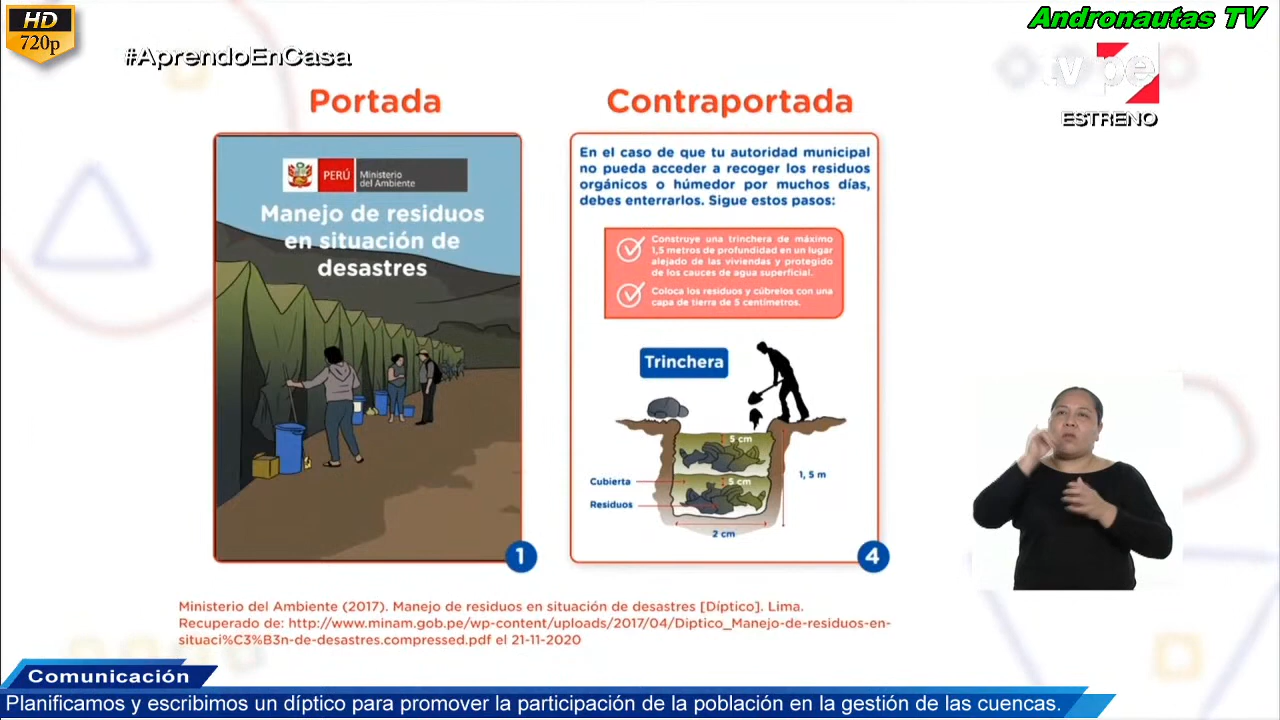 HD
720p
#AprendoEnCasa
Andronautas TV
tvpe
ESTRENO
Portada
PERÚ
Ministerio
del Ambiente
Manejo de residuos
en situación de
desastres
1
Contraportada
En el caso de que tu autoridad municipal
no pueda acceder a recoger los residuos
orgánicos o húmedor por muchos días,
debes enterrarlos. Sigue estos pasos:
Construye una trinchera de máximo
1,5 metros de profundidad en un lugar
alejado de las viviendas y protegido
de los cauces de agua superficial.
Coloca los residuos y cúbrelos con una
capa de tierra de 5 centímetros.
Trinchera
5 cm
1, 5 m
Cubierta
5 cm
Residuos
2 cm
4
Ministerio del Ambiente (2017). Manejo de residuos en situación de desastres [Díptico]. Lima.
Recuperado de: http://www.minam.gob.pe/wp-content/uploads/2017/04/Diptico_Manejo-de-residuos-en-
situaci%C3%B3n-de-desastres.compressed.pdf el 21-11-2020
Comunicación
Planificamos y escribimos un díptico para promover la participación de la población en la gestión de las cuencas.